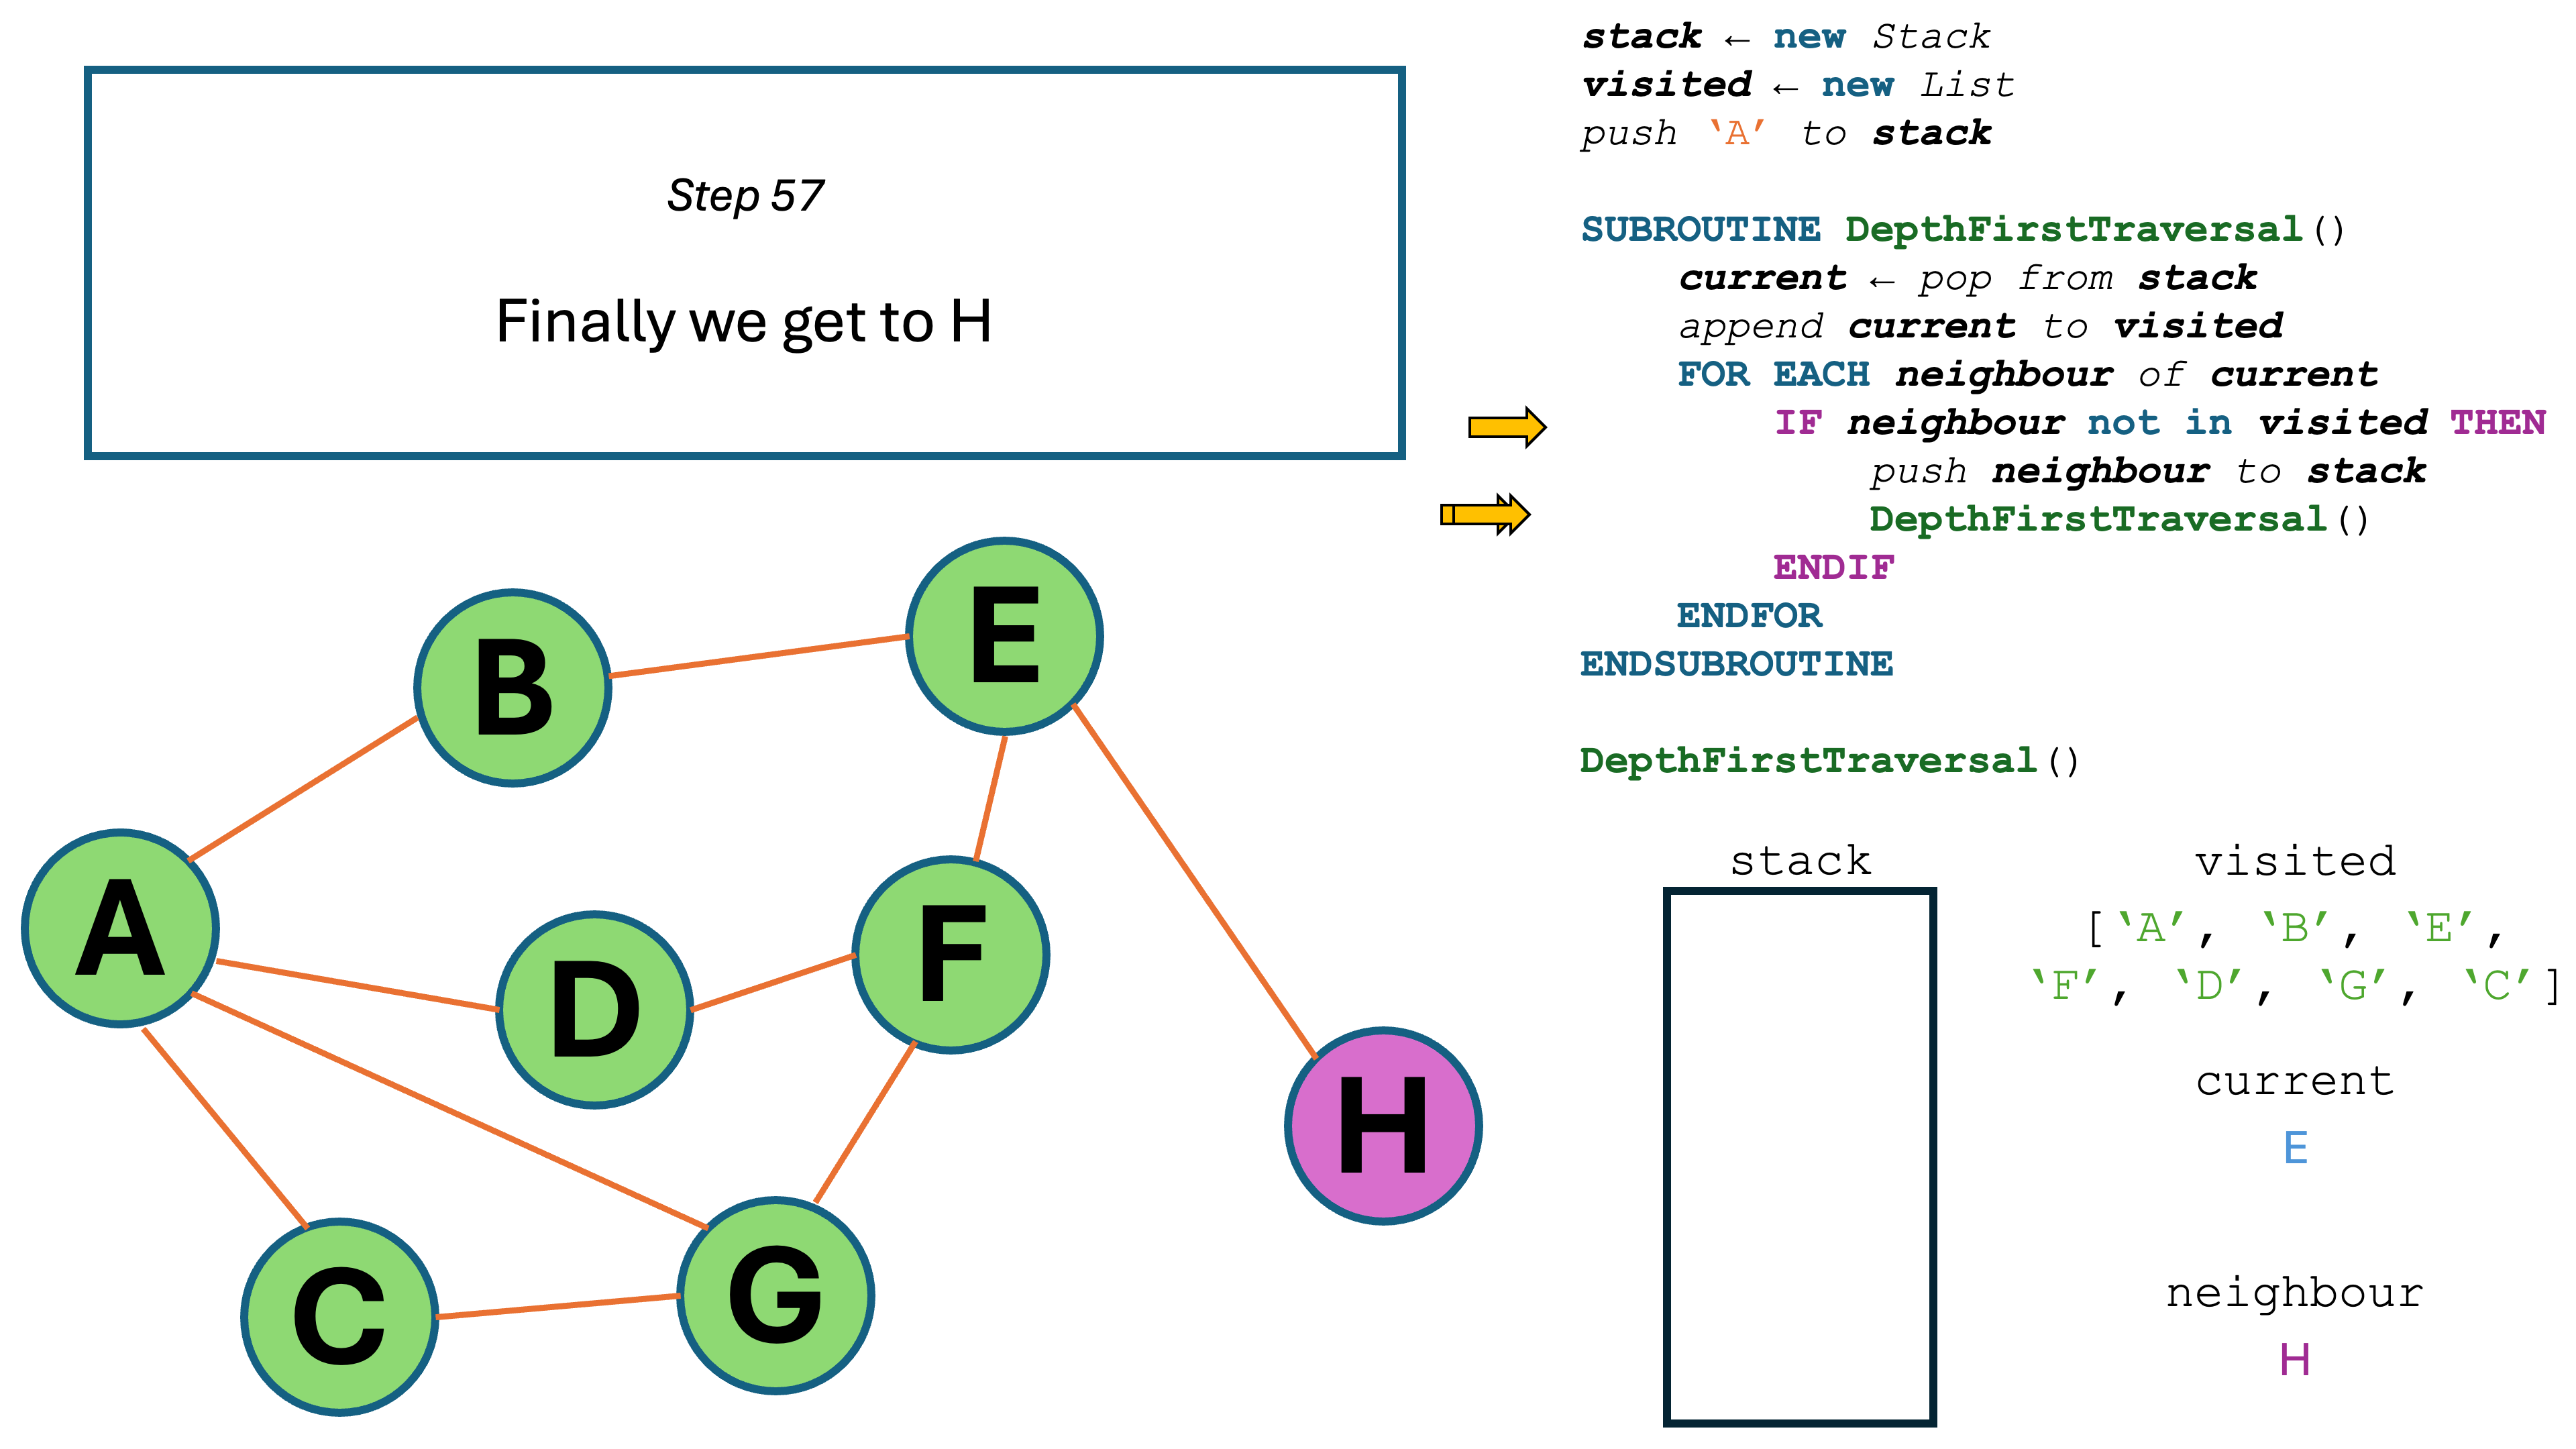 Step 57
Finally we get to H
stack ← new Stack
visited ← new List
push ‘A’ to stack
SUBROUTINE DepthFirstTraversal()
current ← pop from stack
append current to visited
FOR EACH neighbour of current
IF neighbour not in visited THEN
push neighbour to stack
DepthFirstTraversal()
ENDIF
ENDFOR
ENDSUBROUTINE
DepthFirstTraversal()
E
B
A
F
D
H
G
C
stack
visited
[‘A’, ‘B’, ‘E’,
‘F’, ‘D’, ‘G’, ‘C’]
current
E
neighbour
H